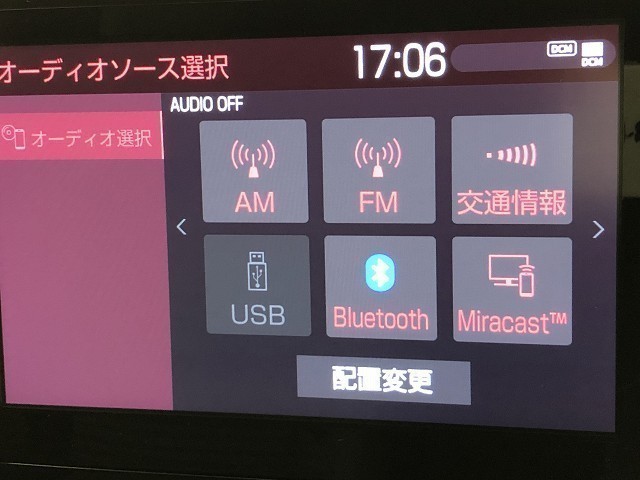 オーディオソース選択
17:06
DCM
DCM
オーディオ選択
AUDIO OFF
AM
FM
交通情報
USB
Bluetooth
Miracast™
配置変更